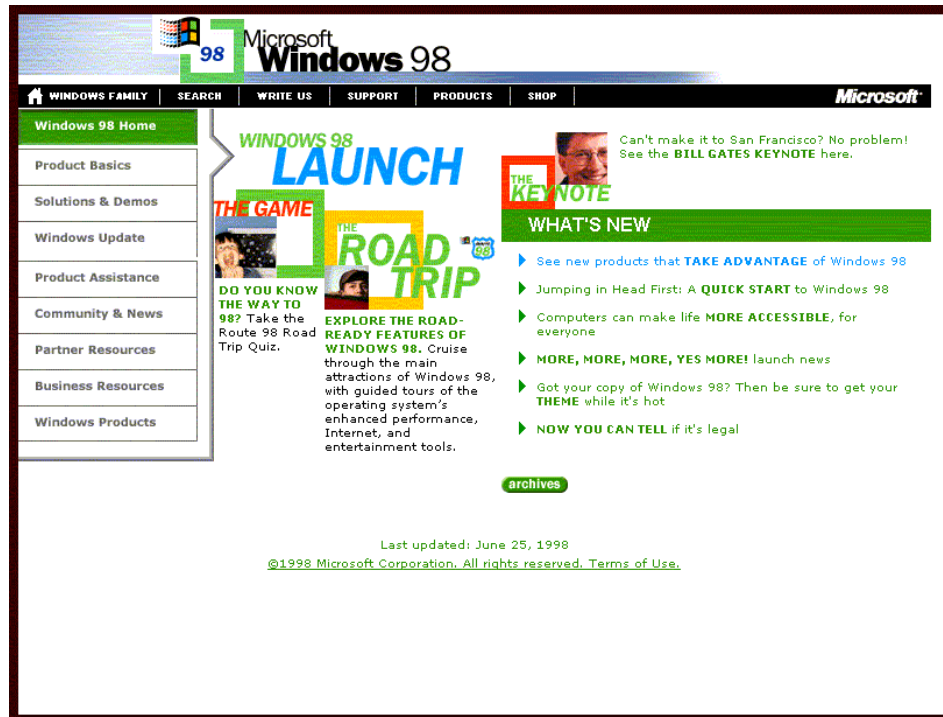 98
Microsoft
Windows 98
WINDOWS FAMILY
SEARCH
WRITE US
SUPPORT
PRODUCTS
SHOP
Microsoft
Windows 98 Home
Product Basics
Solutions & Demos
Windows Update
Product Assistance
Community & News
Partner Resources
Business Resources
Windows Products
WINDOWS 98
LAUNCH
THE GAME
DO YOU KNOW
THE WAY TO
98? Take the
Route 98 Road
Trip Quiz.
THE
ROAD
TRIP
98
EXPLORE THE ROAD-
READY FEATURES OF
WINDOWS 98. Cruise
through the main
attractions of Windows 98,
with guided tours of the
operating system's
enhanced performance,
Internet, and
entertainment tools.
THE
KEYNOTE
Can't make it to San Francisco? No problem!
See the BILL GATES KEYNOTE here.
WHAT'S NEW
See new products that TAKE ADVANTAGE of Windows 98
Jumping in Head First: A QUICK START to Windows 98
Computers can make life MORE ACCESSIBLE, for
everyone
MORE, MORE, MORE, YES MORE! launch news
Got your copy of Windows 98? Then be sure to get your
THEME while it's hot
NOW YOU CAN TELL if it's legal
archives
Last updated: June 25, 1998
©1998 Microsoft Corporation. All rights reserved. Terms of Use.